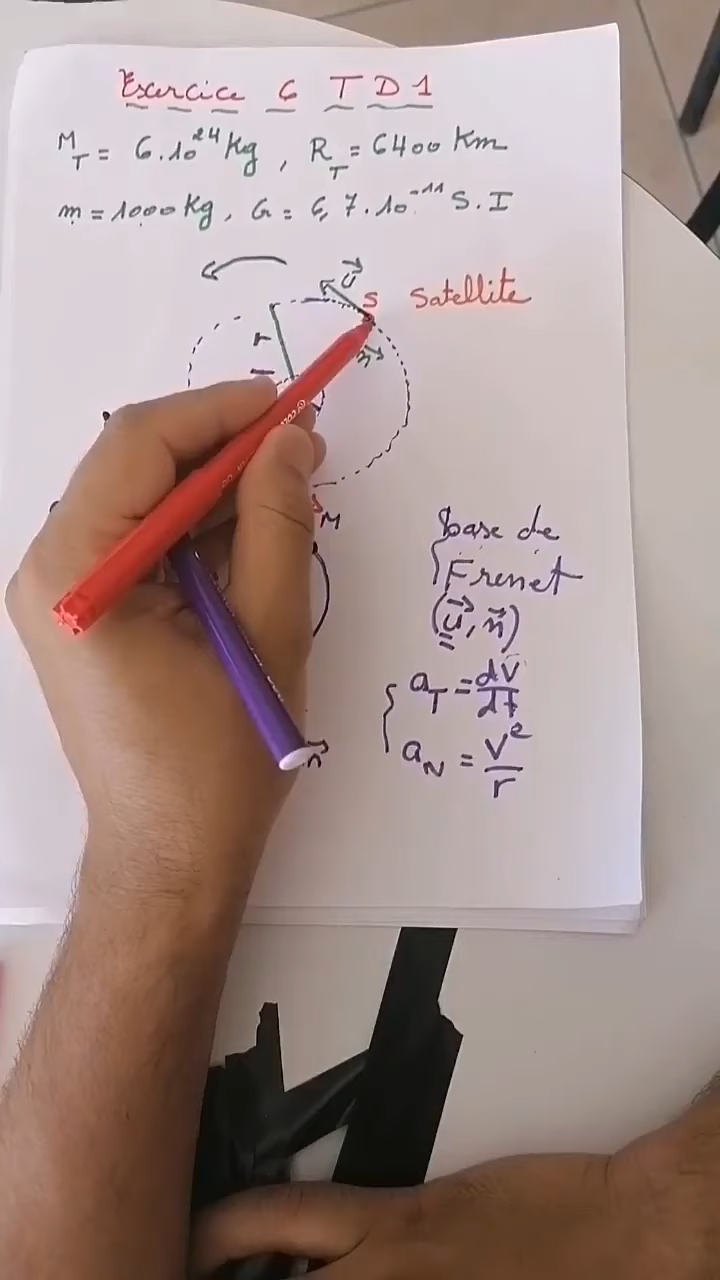 Exercice 6 TD1
M_T = 6.10^24 Kg, R_T = 6400 Km
m = 1000 Kg, G = 6,7.10^-11 S.I
u⃗
S Satellite
r
n⃗
M
base de
Frenet
(u⃗, n⃗)
a_T = dV/dt
a_N = V²/r
n⃗